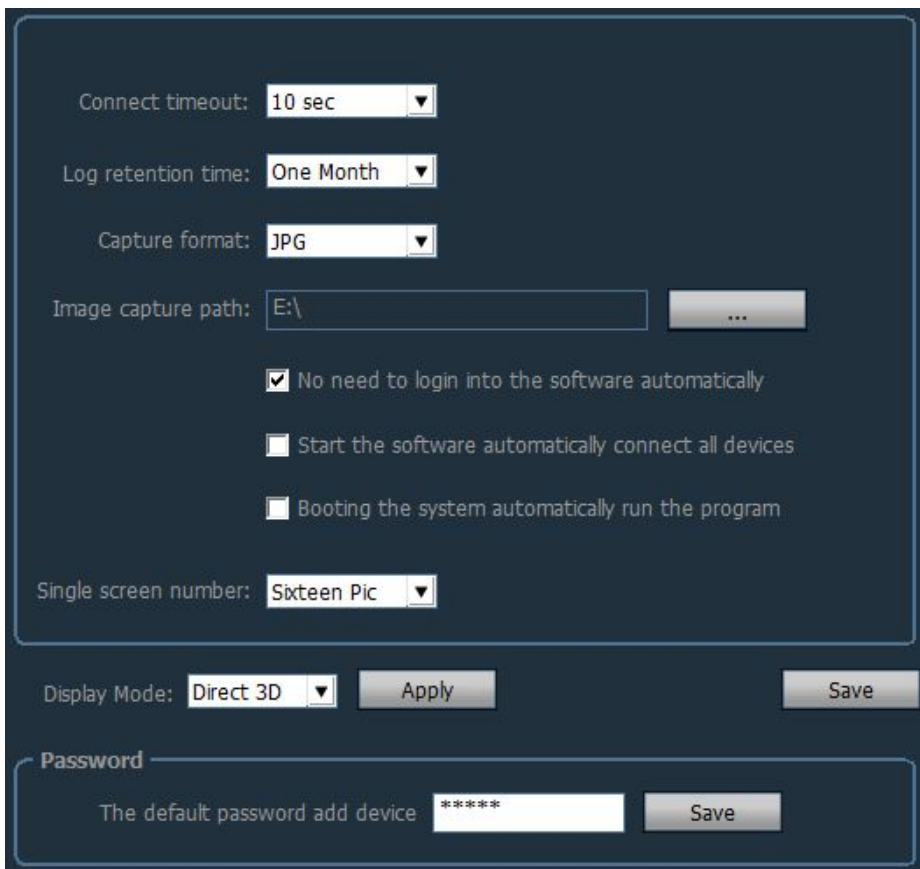 Connect timeout: 10 sec
Log retention time: One Month
Capture format: JPG
Image capture path: E:\ ...
No need to login into the software automatically
Start the software automatically connect all devices
Booting the system automatically run the program
Single screen number: Sixteen Pic
Display Mode: Direct 3D Apply Save
Password
The default password add device ***** Save